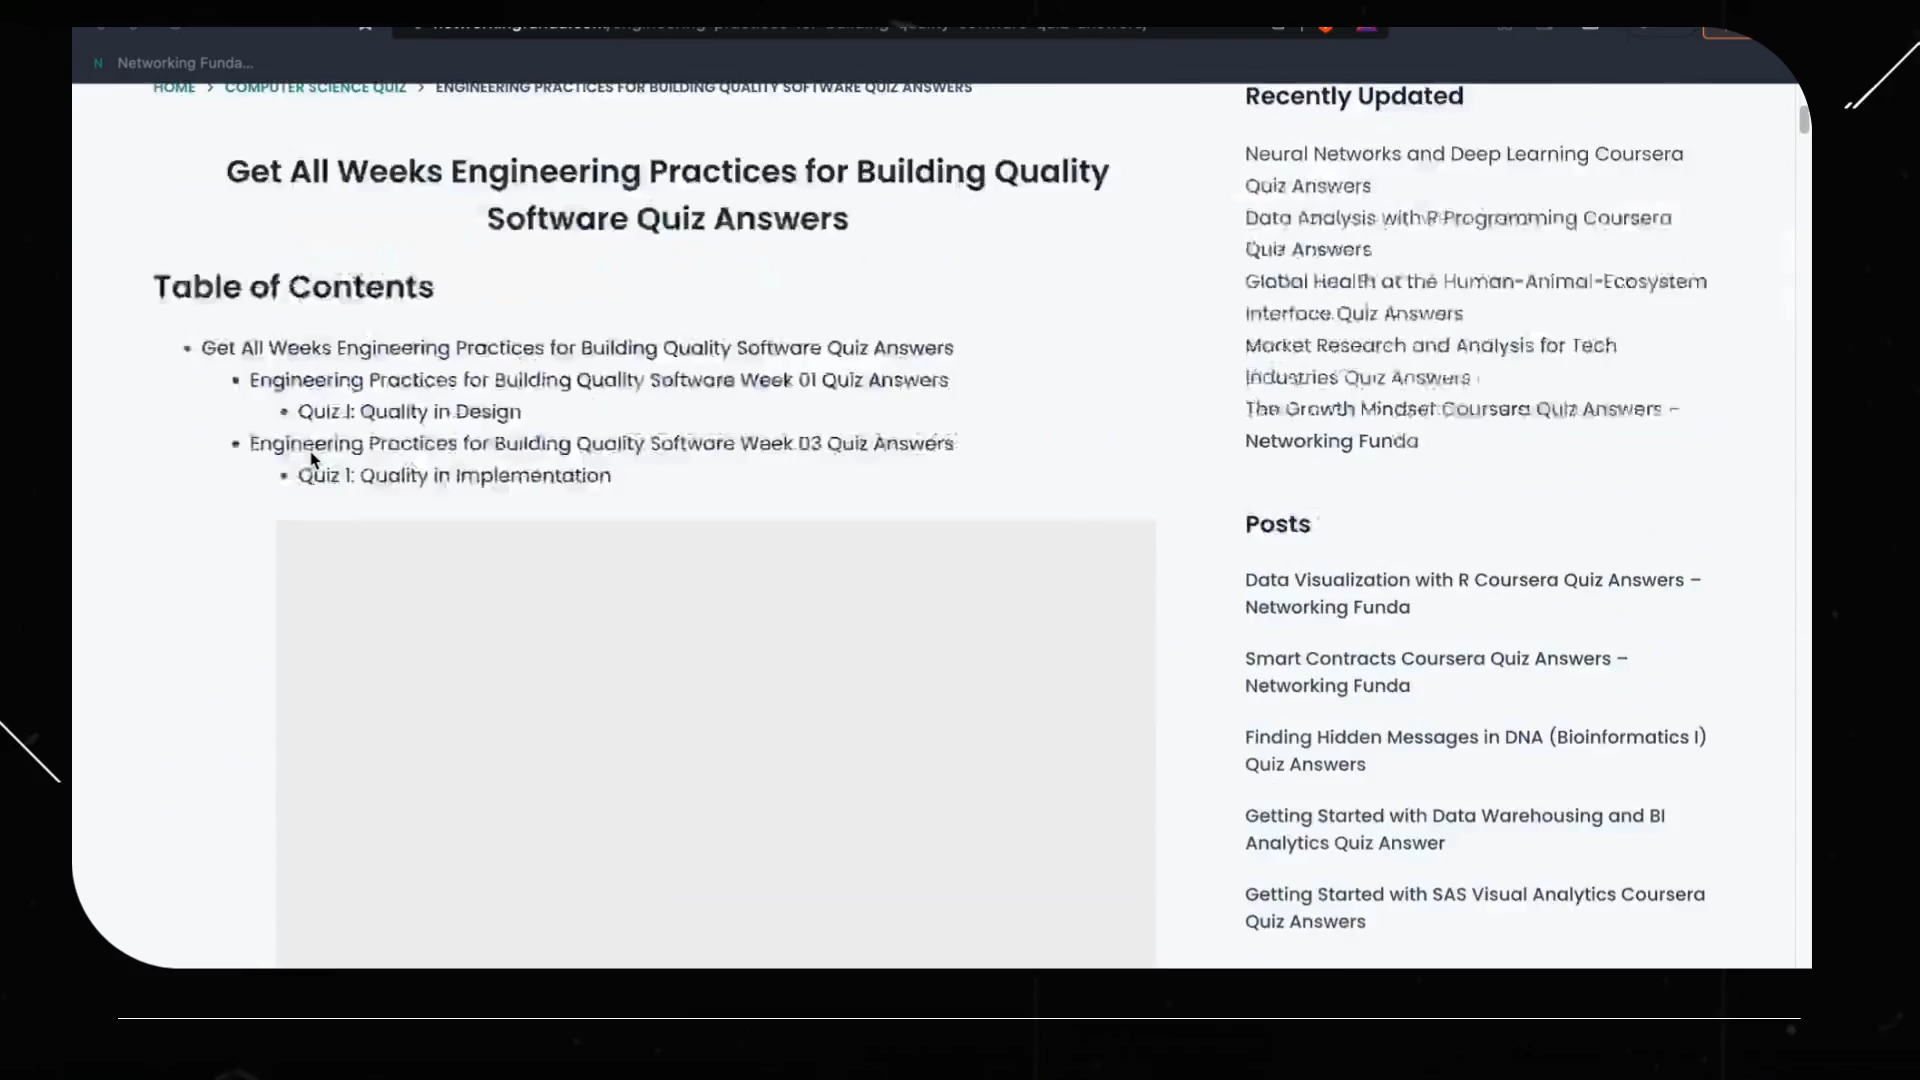 N Networking Funda...
HOME > COMPUTER SCIENCE QUIZ > ENGINEERING PRACTICES FOR BUILDING QUALITY SOFTWARE QUIZ ANSWERS
Get All Weeks Engineering Practices for Building Quality
Software Quiz Answers
Table of Contents
• Get All Weeks Engineering Practices for Building Quality Software Quiz Answers
• Engineering Practices for Building Quality Software Week 01 Quiz Answers
• Quiz 1: Quality in Design
• Engineering Practices for Building Quality Software Week 03 Quiz Answers
• Quiz 1: Quality in Implementation
Recently Updated
Neural Networks and Deep Learning Coursera
Quiz Answers
Data Analysis with R Programming Coursera
Quiz Answers
Global Health at the Human-Animal-Ecosystem
Interface Quiz Answers
Market Research and Analysis for Tech
Industries Quiz Answers
The Growth Mindset Coursera Quiz Answers –
Networking Funda
Posts
Data Visualization with R Coursera Quiz Answers –
Networking Funda
Smart Contracts Coursera Quiz Answers –
Networking Funda
Finding Hidden Messages in DNA (Bioinformatics I)
Quiz Answers
Getting Started with Data Warehousing and BI
Analytics Quiz Answer
Getting Started with SAS Visual Analytics Coursera
Quiz Answers